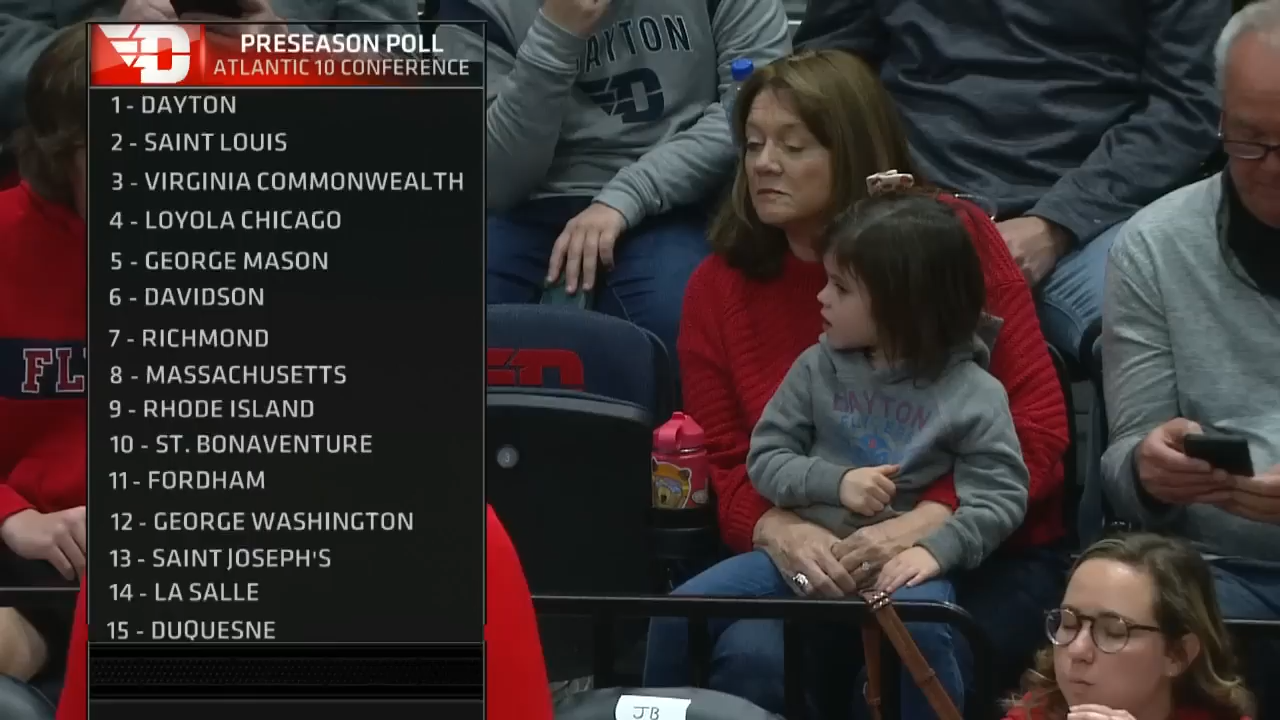 PRESEASON POLL
ATLANTIC 10 CONFERENCE
1 - DAYTON
2 - SAINT LOUIS
3 - VIRGINIA COMMONWEALTH
4 - LOYOLA CHICAGO
5 - GEORGE MASON
6 - DAVIDSON
7 - RICHMOND
8 - MASSACHUSETTS
9 - RHODE ISLAND
10 - ST. BONAVENTURE
11 - FORDHAM
12 - GEORGE WASHINGTON
13 - SAINT JOSEPH'S
14 - LA SALLE
15 - DUQUESNE
DAYTON
DAYTON
FL
JB